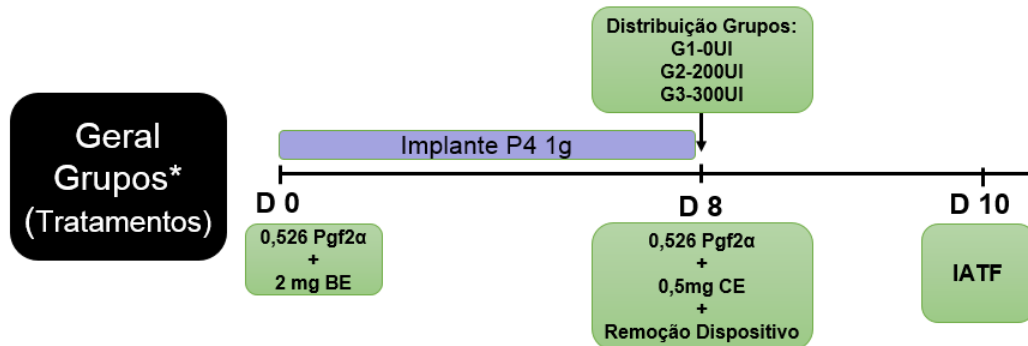 Distribuição Grupos:
G1-0UI
G2-200UI
G3-300UI
Geral
Grupos*
(Tratamentos)
Implante P4 1g
D 0
D 8
D 10
0,526 Pgf2α
+
2 mg BE
0,526 Pgf2α
+
0,5mg CE
+
Remoção Dispositivo
IATF